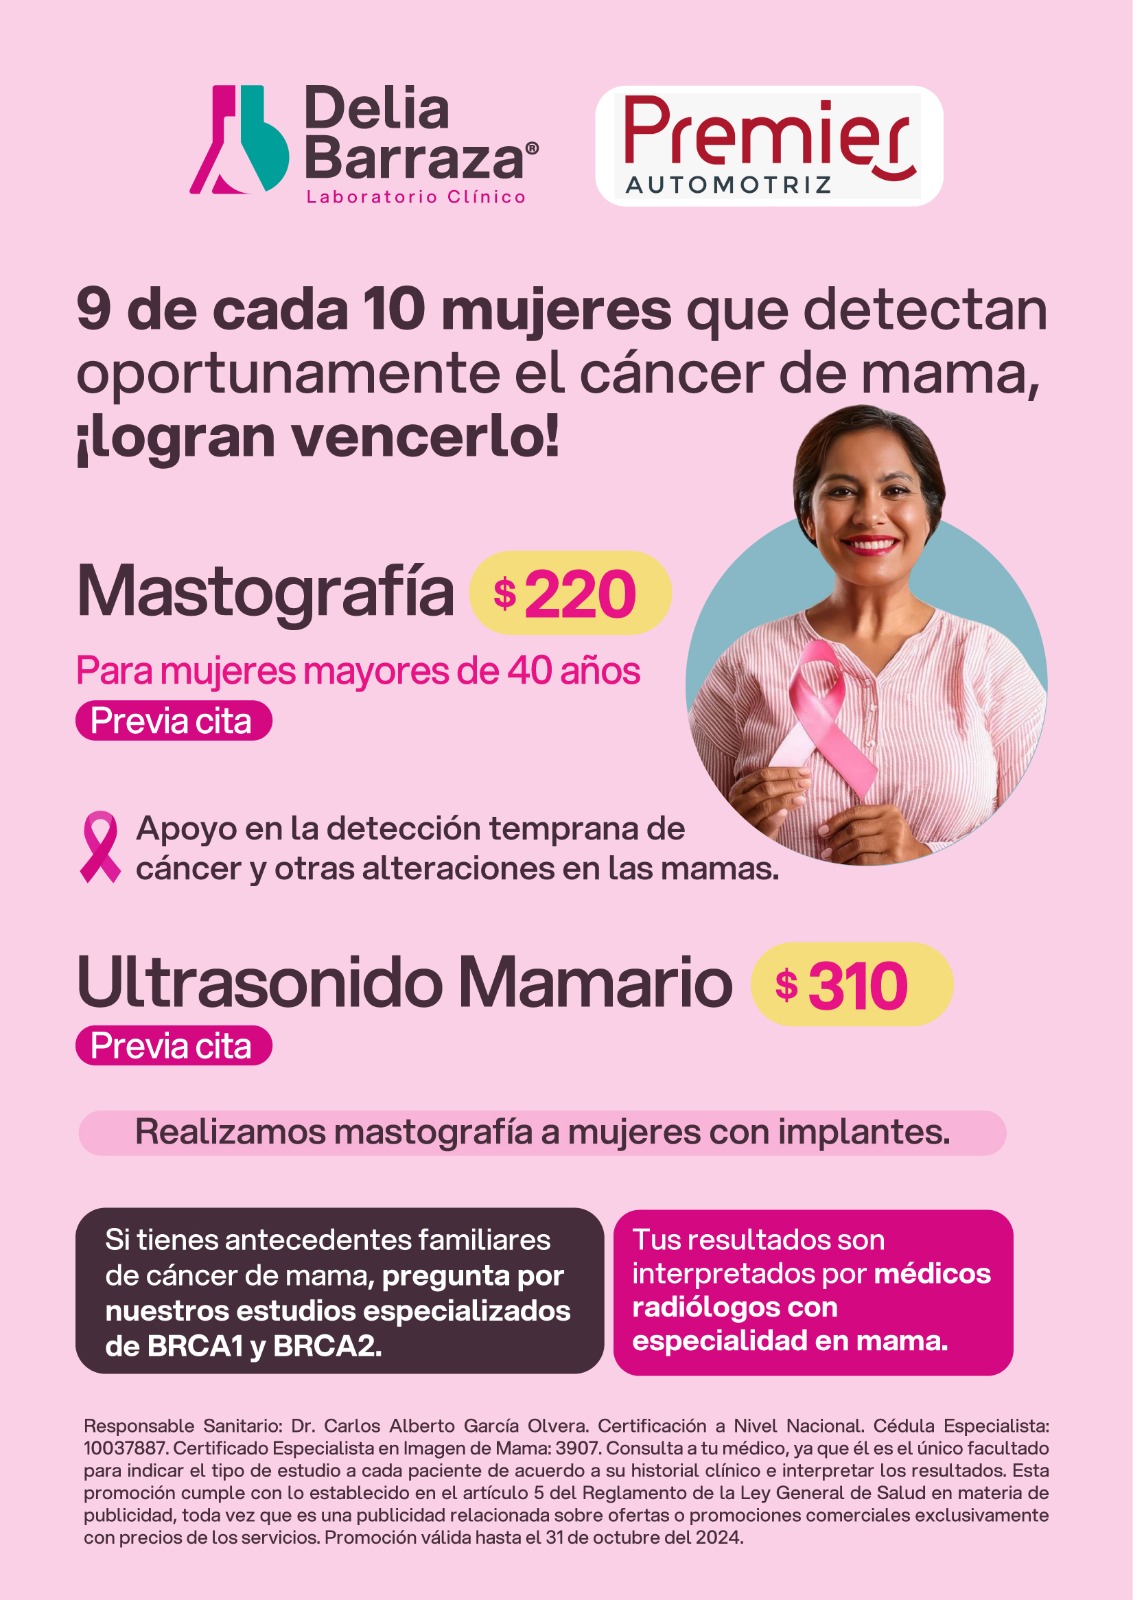 Delia
Barraza®
Laboratorio Clínico
Premier
AUTOMOTRIZ
9 de cada 10 mujeres que detectan
oportunamente el cáncer de mama,
¡logran vencerlo!
Mastografía $ 220
Para mujeres mayores de 40 años
Previa cita
Apoyo en la detección temprana de
cáncer y otras alteraciones en las mamas.
Ultrasonido Mamario $ 310
Previa cita
Realizamos mastografía a mujeres con implantes.
Si tienes antecedentes familiares
de cáncer de mama, pregunta por
nuestros estudios especializados
de BRCA1 y BRCA2.
Tus resultados son
interpretados por médicos
radiólogos con
especialidad en mama.
Responsable Sanitario: Dr. Carlos Alberto García Olvera. Certificación a Nivel Nacional. Cédula Especialista:
10037887. Certificado Especialista en Imagen de Mama: 3907. Consulta a tu médico, ya que él es el único facultado
para indicar el tipo de estudio a cada paciente de acuerdo a su historial clínico e interpretar los resultados. Esta
promoción cumple con lo establecido en el artículo 5 del Reglamento de la Ley General de Salud en materia de
publicidad, toda vez que es una publicidad relacionada sobre ofertas o promociones comerciales exclusivamente
con precios de los servicios. Promoción válida hasta el 31 de octubre del 2024.